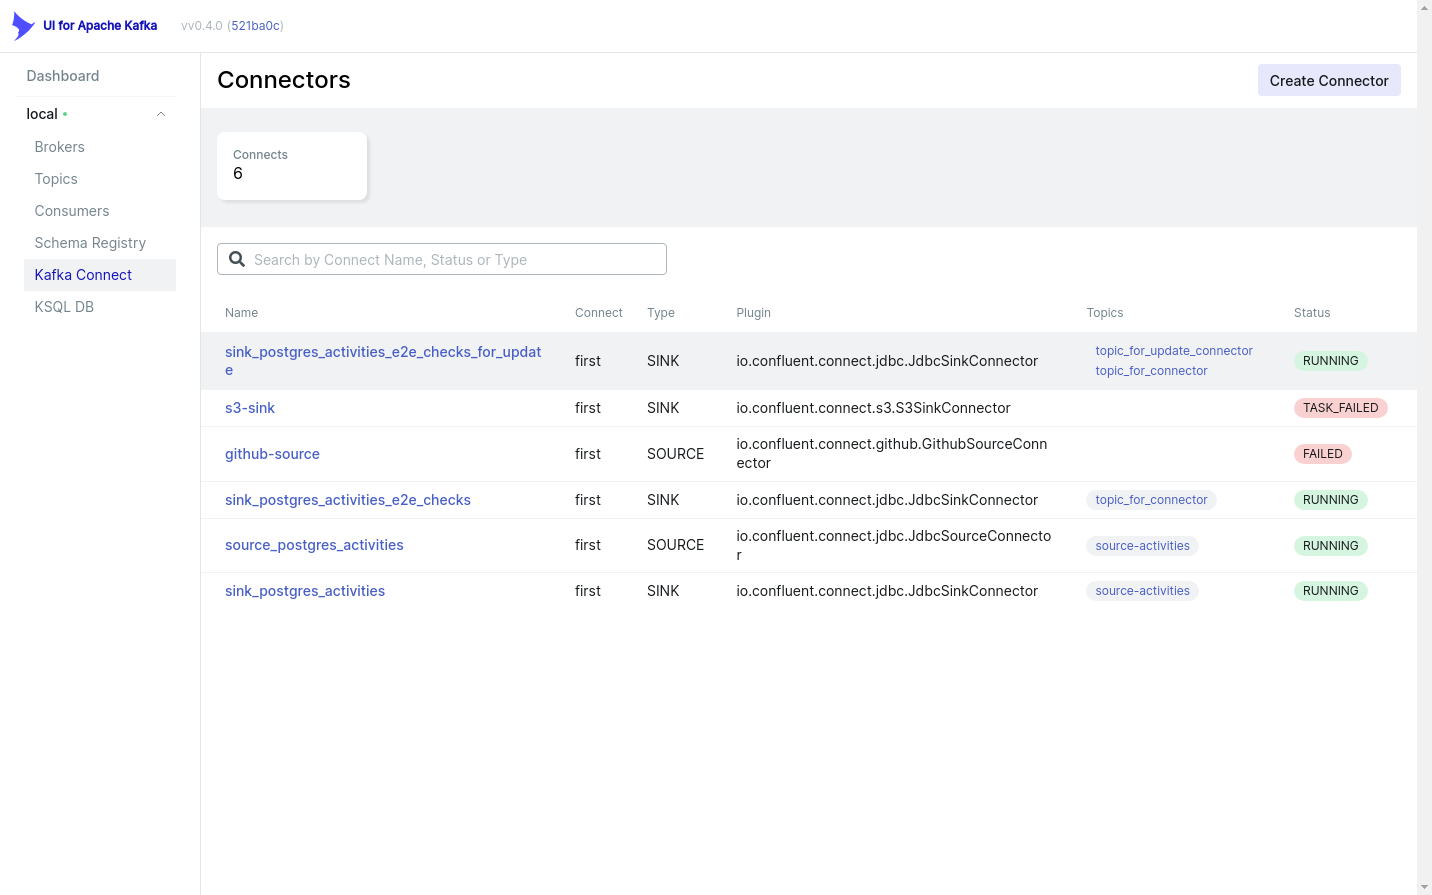 UI for Apache Kafka vv0.4.0 (521ba0c)
Dashboard
local
Brokers
Topics
Consumers
Schema Registry
Kafka Connect
KSQL DB
Connectors
Create Connector
Connects
6
Search by Connect Name, Status or Type
Name Connect Type Plugin Topics Status
sink_postgres_activities_e2e_checks_for_updat
e
first SINK io.confluent.connect.jdbc.JdbcSinkConnector
topic_for_update_connector
topic_for_connector
RUNNING
s3-sink first SINK io.confluent.connect.s3.S3SinkConnector TASK_FAILED
github-source first SOURCE
io.confluent.connect.github.GithubSourceConn
ector
FAILED
sink_postgres_activities_e2e_checks first SINK io.confluent.connect.jdbc.JdbcSinkConnector topic_for_connector RUNNING
source_postgres_activities first SOURCE
io.confluent.connect.jdbc.JdbcSourceConnecto
r
source-activities RUNNING
sink_postgres_activities first SINK io.confluent.connect.jdbc.JdbcSinkConnector source-activities RUNNING